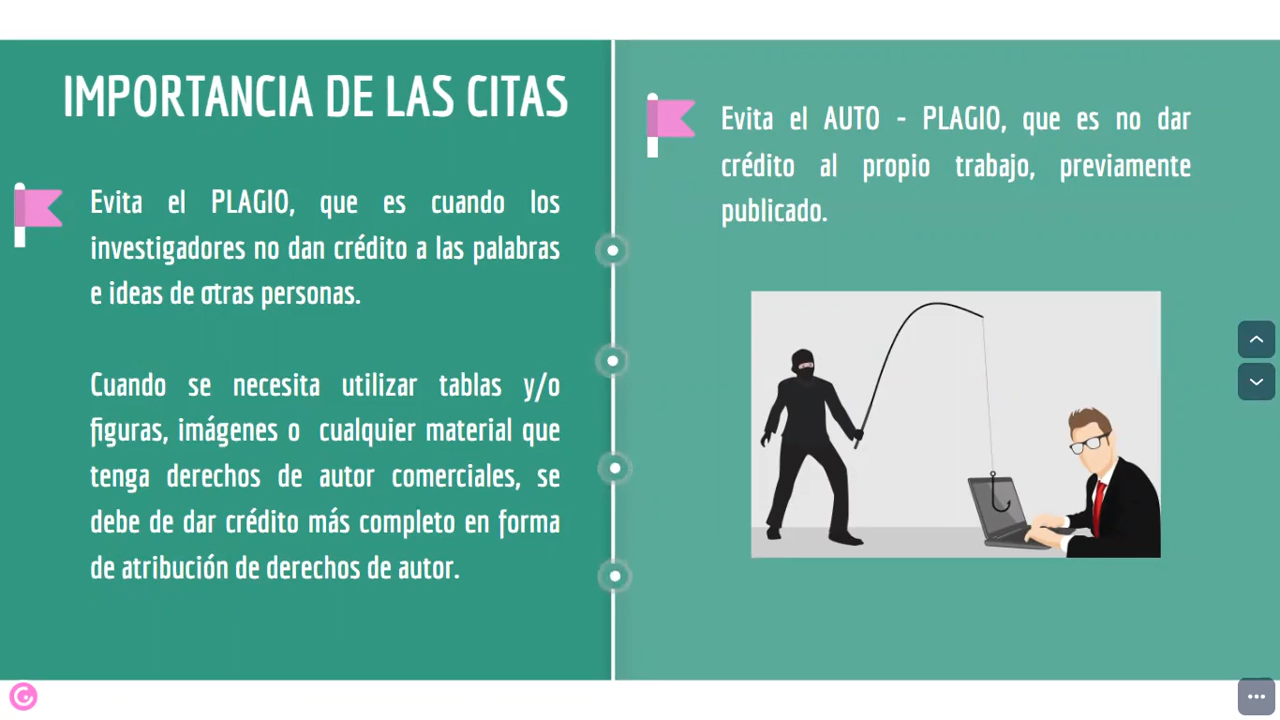 IMPORTANCIA DE LAS CITAS
Evita el PLAGIO, que es cuando los
investigadores no dan crédito a las palabras
e ideas de otras personas.
Cuando se necesita utilizar tablas y/o
figuras, imágenes o cualquier material que
tenga derechos de autor comerciales, se
debe de dar crédito más completo en forma
de atribución de derechos de autor.
Evita el AUTO - PLAGIO, que es no dar
crédito al propio trabajo, previamente
publicado.